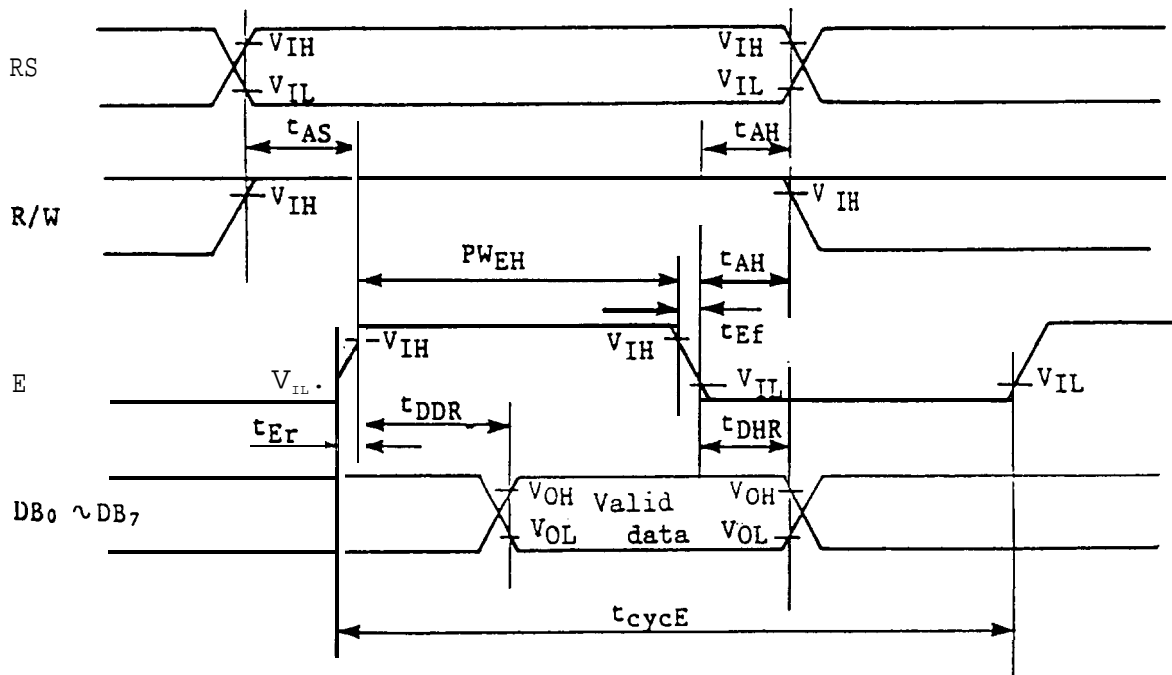 RS
VIH
VIH
VIL
VIL
tAS
tAH
R/W
VIH
VIH
PWEH
tAH
tEf
E
-VIH
VIH
VIL.
VIL
VIL
tDDR
tDHR
tEr
DB0 ~DB7
VOH
Valid
VOH
VOL
data
VOL
tcycE